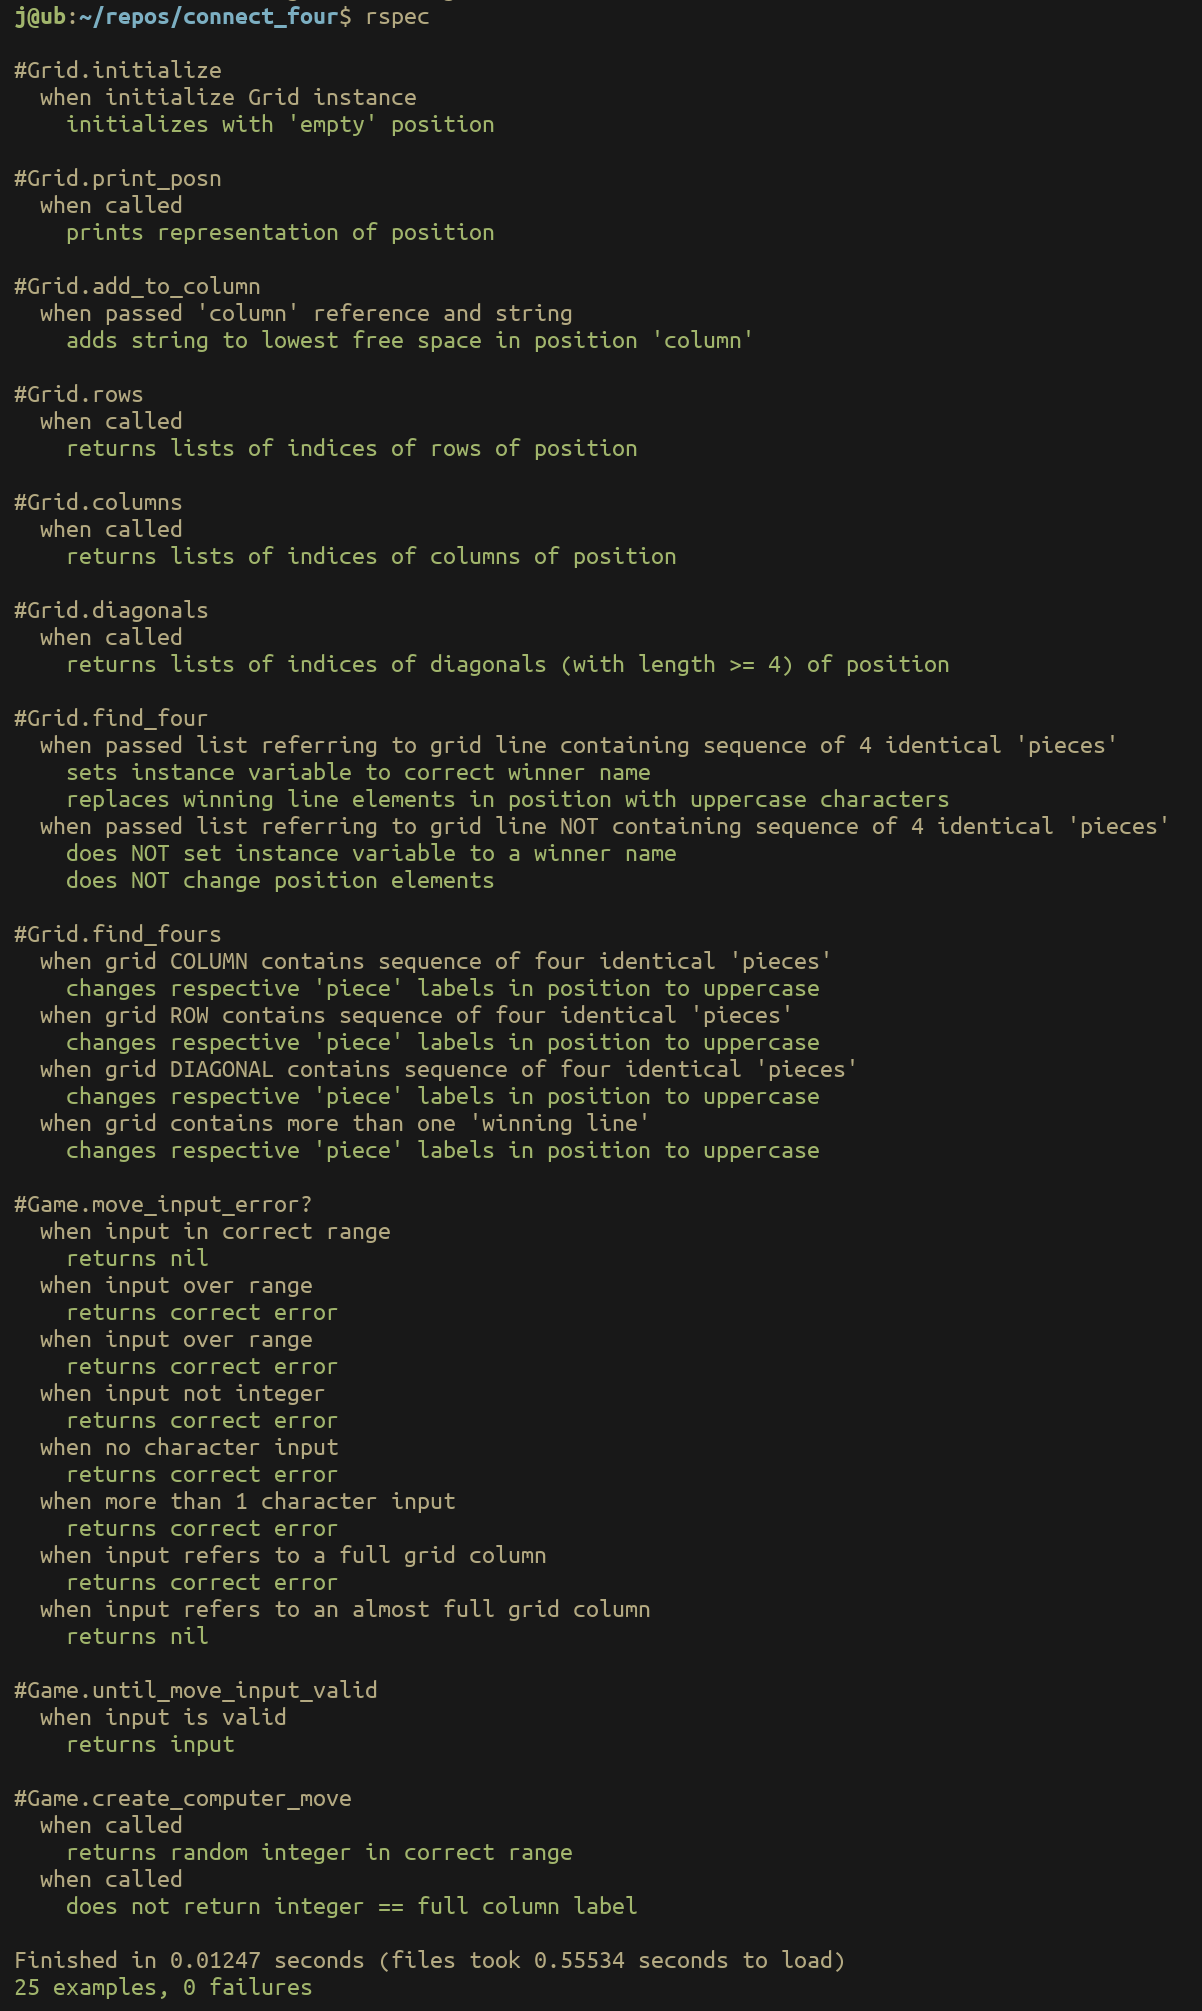 j@ub:~/repos/connect_four$ rspec

#Grid.initialize
  when initialize Grid instance
    initializes with 'empty' position

#Grid.print_posn
  when called
    prints representation of position

#Grid.add_to_column
  when passed 'column' reference and string
    adds string to lowest free space in position 'column'

#Grid.rows
  when called
    returns lists of indices of rows of position

#Grid.columns
  when called
    returns lists of indices of columns of position

#Grid.diagonals
  when called
    returns lists of indices of diagonals (with length >= 4) of position

#Grid.find_four
  when passed list referring to grid line containing sequence of 4 identical 'pieces'
    sets instance variable to correct winner name
    replaces winning line elements in position with uppercase characters
  when passed list referring to grid line NOT containing sequence of 4 identical 'pieces'
    does NOT set instance variable to a winner name
    does NOT change position elements

#Grid.find_fours
  when grid COLUMN contains sequence of four identical 'pieces'
    changes respective 'piece' labels in position to uppercase
  when grid ROW contains sequence of four identical 'pieces'
    changes respective 'piece' labels in position to uppercase
  when grid DIAGONAL contains sequence of four identical 'pieces'
    changes respective 'piece' labels in position to uppercase
  when grid contains more than one 'winning line'
    changes respective 'piece' labels in position to uppercase

#Game.move_input_error?
  when input in correct range
    returns nil
  when input over range
    returns correct error
  when input over range
    returns correct error
  when input not integer
    returns correct error
  when no character input
    returns correct error
  when more than 1 character input
    returns correct error
  when input refers to a full grid column
    returns correct error
  when input refers to an almost full grid column
    returns nil

#Game.until_move_input_valid
  when input is valid
    returns input

#Game.create_computer_move
  when called
    returns random integer in correct range
  when called
    does not return integer == full column label

Finished in 0.01247 seconds (files took 0.55534 seconds to load)
25 examples, 0 failures